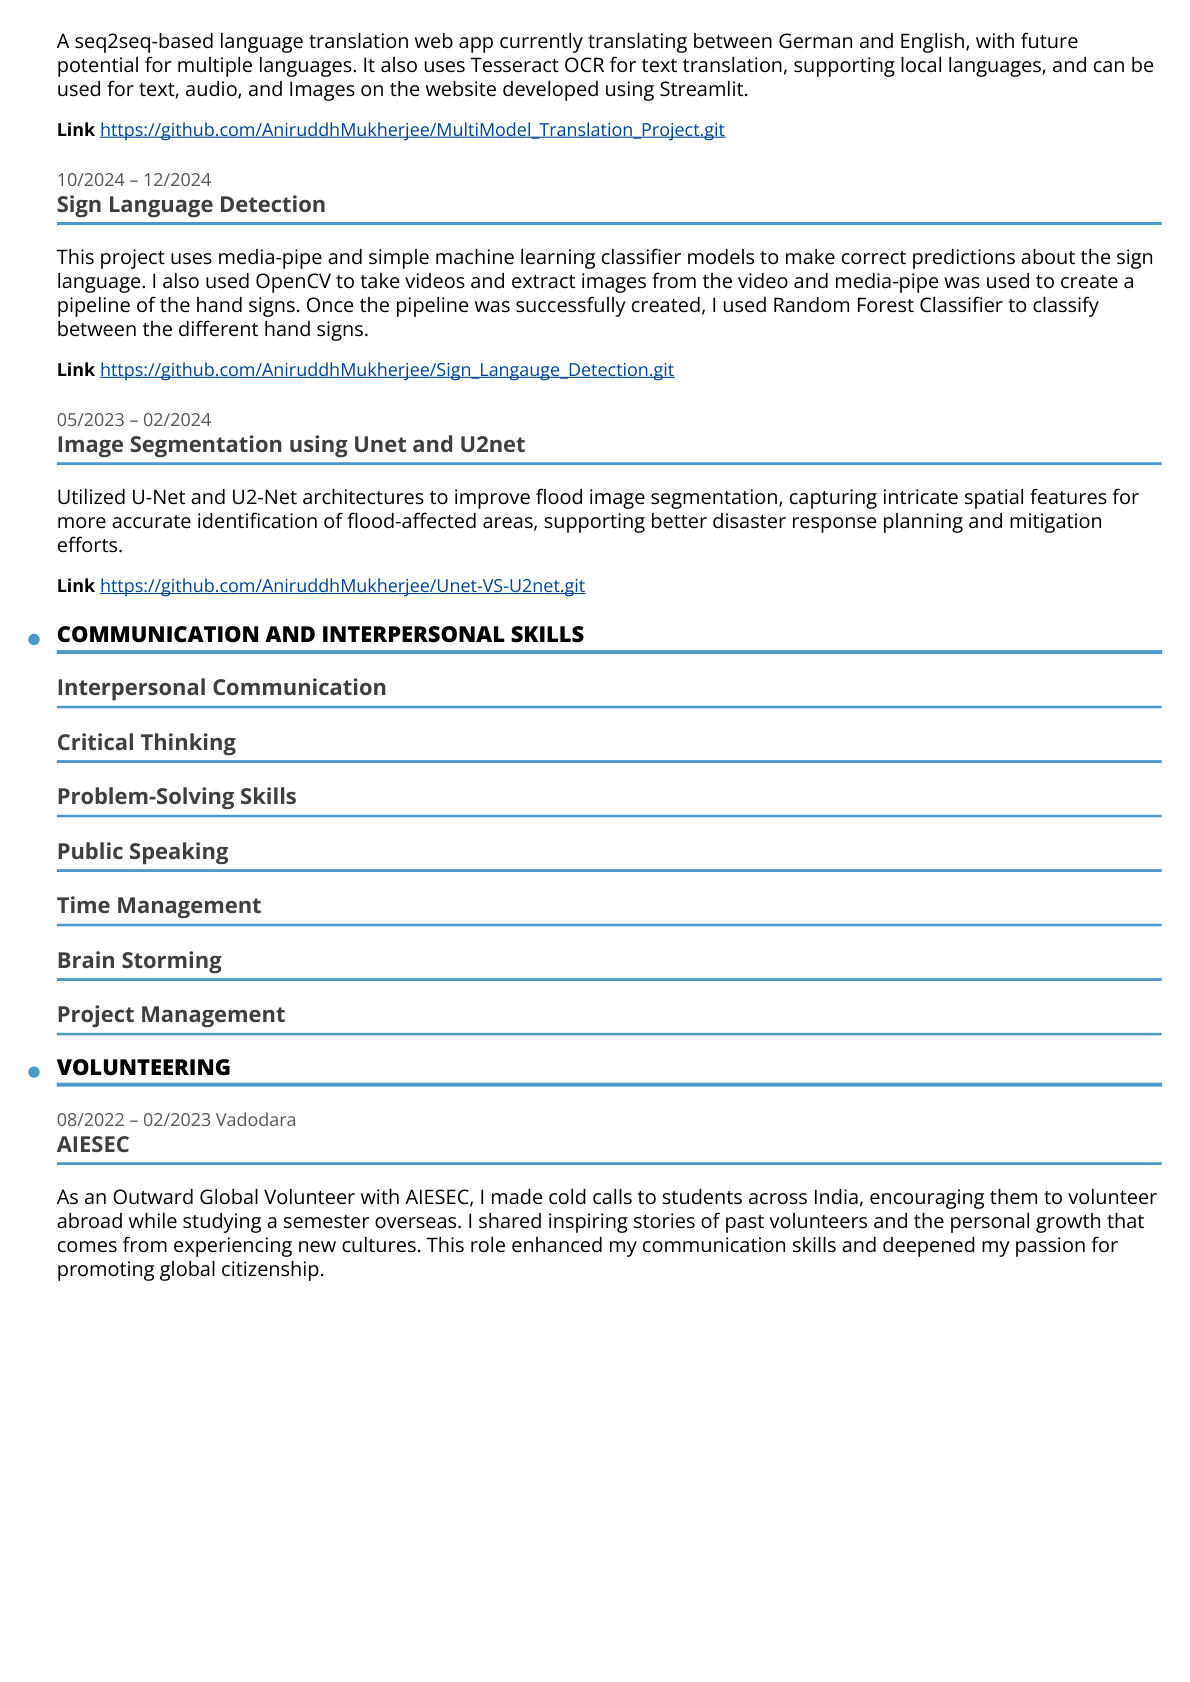 A seq2seq-based language translation web app currently translating between German and English, with future
potential for multiple languages. It also uses Tesseract OCR for text translation, supporting local languages, and can be
used for text, audio, and Images on the website developed using Streamlit.
Link https://github.com/AniruddhMukherjee/MultiModel_Translation_Project.git
10/2024 – 12/2024
Sign Language Detection
This project uses media-pipe and simple machine learning classifier models to make correct predictions about the sign
language. I also used OpenCV to take videos and extract images from the video and media-pipe was used to create a
pipeline of the hand signs. Once the pipeline was successfully created, I used Random Forest Classifier to classify
between the different hand signs.
Link https://github.com/AniruddhMukherjee/Sign_Langauge_Detection.git
05/2023 – 02/2024
Image Segmentation using Unet and U2net
Utilized U-Net and U2-Net architectures to improve flood image segmentation, capturing intricate spatial features for
more accurate identification of flood-affected areas, supporting better disaster response planning and mitigation
efforts.
Link https://github.com/AniruddhMukherjee/Unet-VS-U2net.git
COMMUNICATION AND INTERPERSONAL SKILLS
Interpersonal Communication
Critical Thinking
Problem-Solving Skills
Public Speaking
Time Management
Brain Storming
Project Management
VOLUNTEERING
08/2022 – 02/2023 Vadodara
AIESEC
As an Outward Global Volunteer with AIESEC, I made cold calls to students across India, encouraging them to volunteer
abroad while studying a semester overseas. I shared inspiring stories of past volunteers and the personal growth that
comes from experiencing new cultures. This role enhanced my communication skills and deepened my passion for
promoting global citizenship.